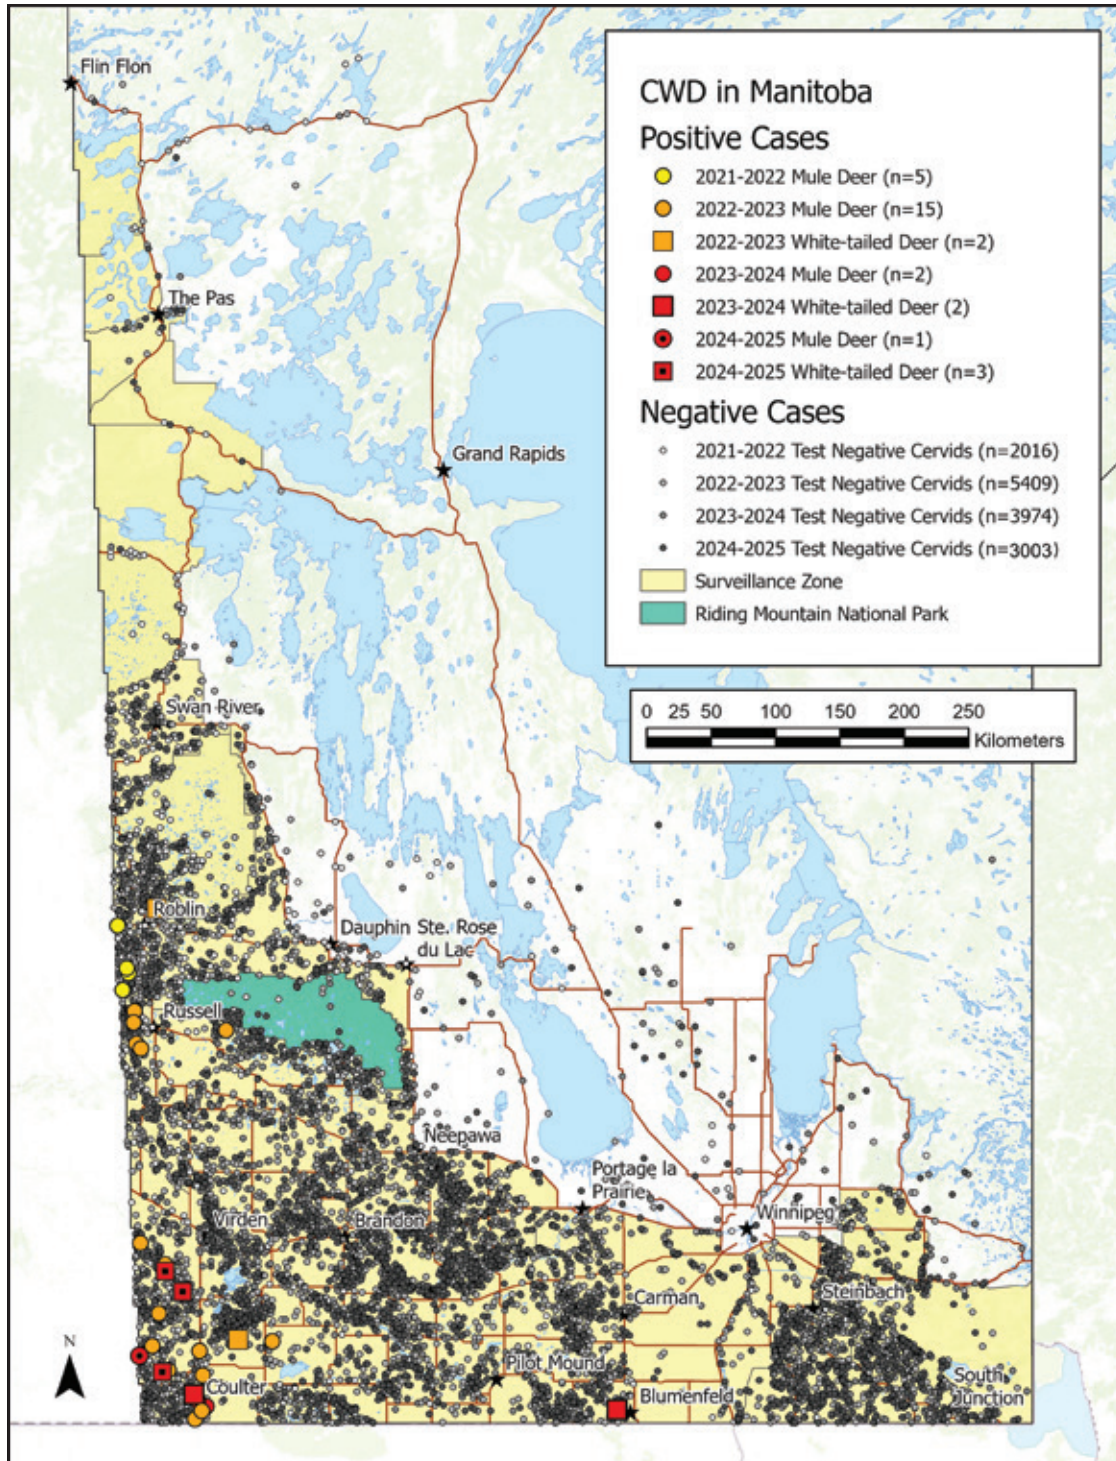 Flin Flon
The Pas
Grand Rapids
Swan River
Roblin
Dauphin Ste. Rose
du Lac
Russell
Neepawa
Portage la
Prairie
Virden
Brandon
Winnipeg
Carman
Steinbach
Pilot Mound
Coulter
Blumenfeld
South
Junction
N
CWD in Manitoba
Positive Cases
2021-2022 Mule Deer (n=5)
2022-2023 Mule Deer (n=15)
2022-2023 White-tailed Deer (n=2)
2023-2024 Mule Deer (n=2)
2023-2024 White-tailed Deer (2)
2024-2025 Mule Deer (n=1)
2024-2025 White-tailed Deer (n=3)
Negative Cases
2021-2022 Test Negative Cervids (n=2016)
2022-2023 Test Negative Cervids (n=5409)
2023-2024 Test Negative Cervids (n=3974)
2024-2025 Test Negative Cervids (n=3003)
Surveillance Zone
Riding Mountain National Park
0 25 50 100 150 200 250
Kilometers